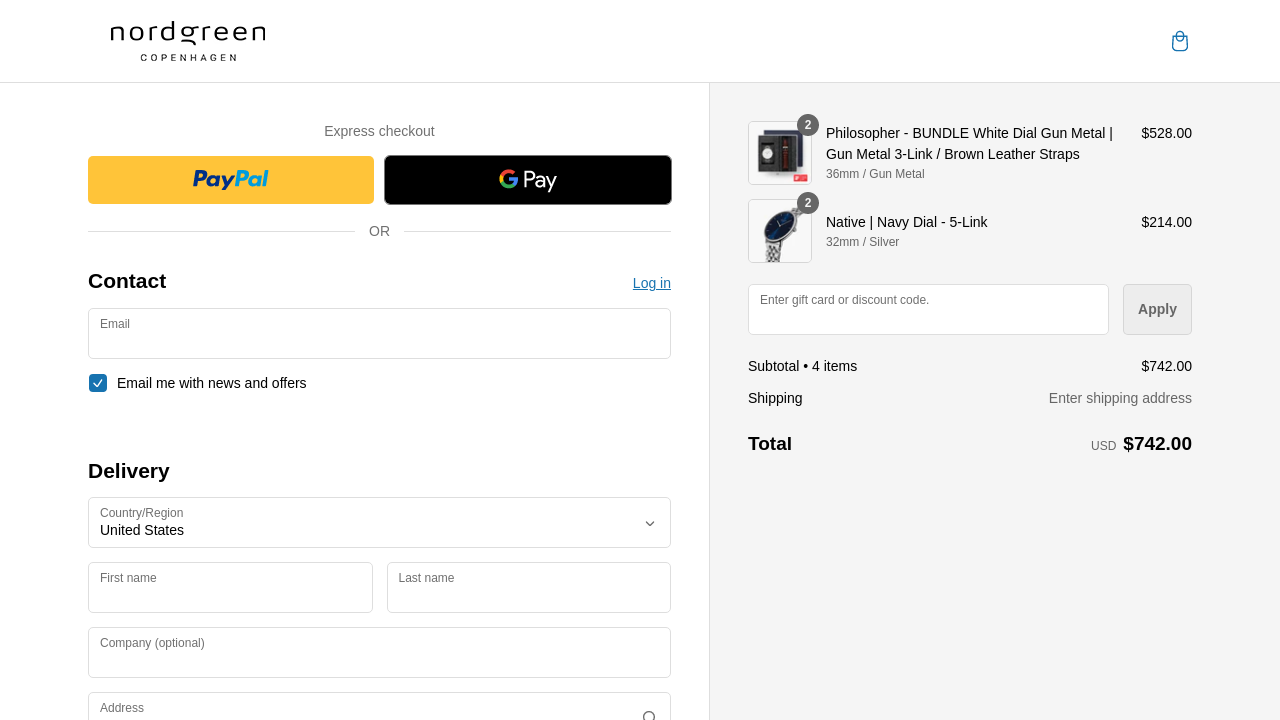 nordgreen
COPENHAGEN
Express checkout
PayPal
G Pay
OR
Contact
Log in
Email
Email me with news and offers
Delivery
Country/Region
United States
First name
Last name
Company (optional)
Address
2
Philosopher - BUNDLE White Dial Gun Metal |
Gun Metal 3-Link / Brown Leather Straps
36mm / Gun Metal
$528.00
2
Native | Navy Dial - 5-Link
32mm / Silver
$214.00
Enter gift card or discount code.
Apply
Subtotal • 4 items
$742.00
Shipping
Enter shipping address
Total
USD $742.00